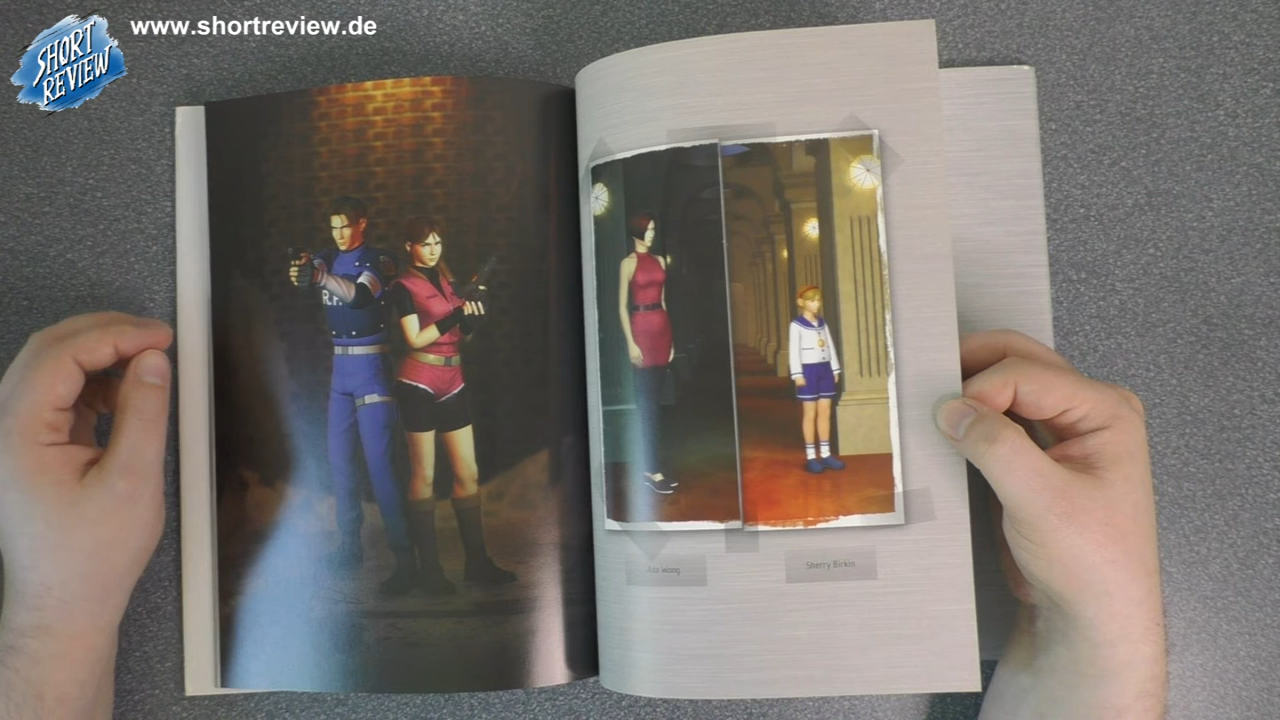 www.shortreview.de
SHORT
REVIEW
R.P.
Ada Wong
Sherry Birkin